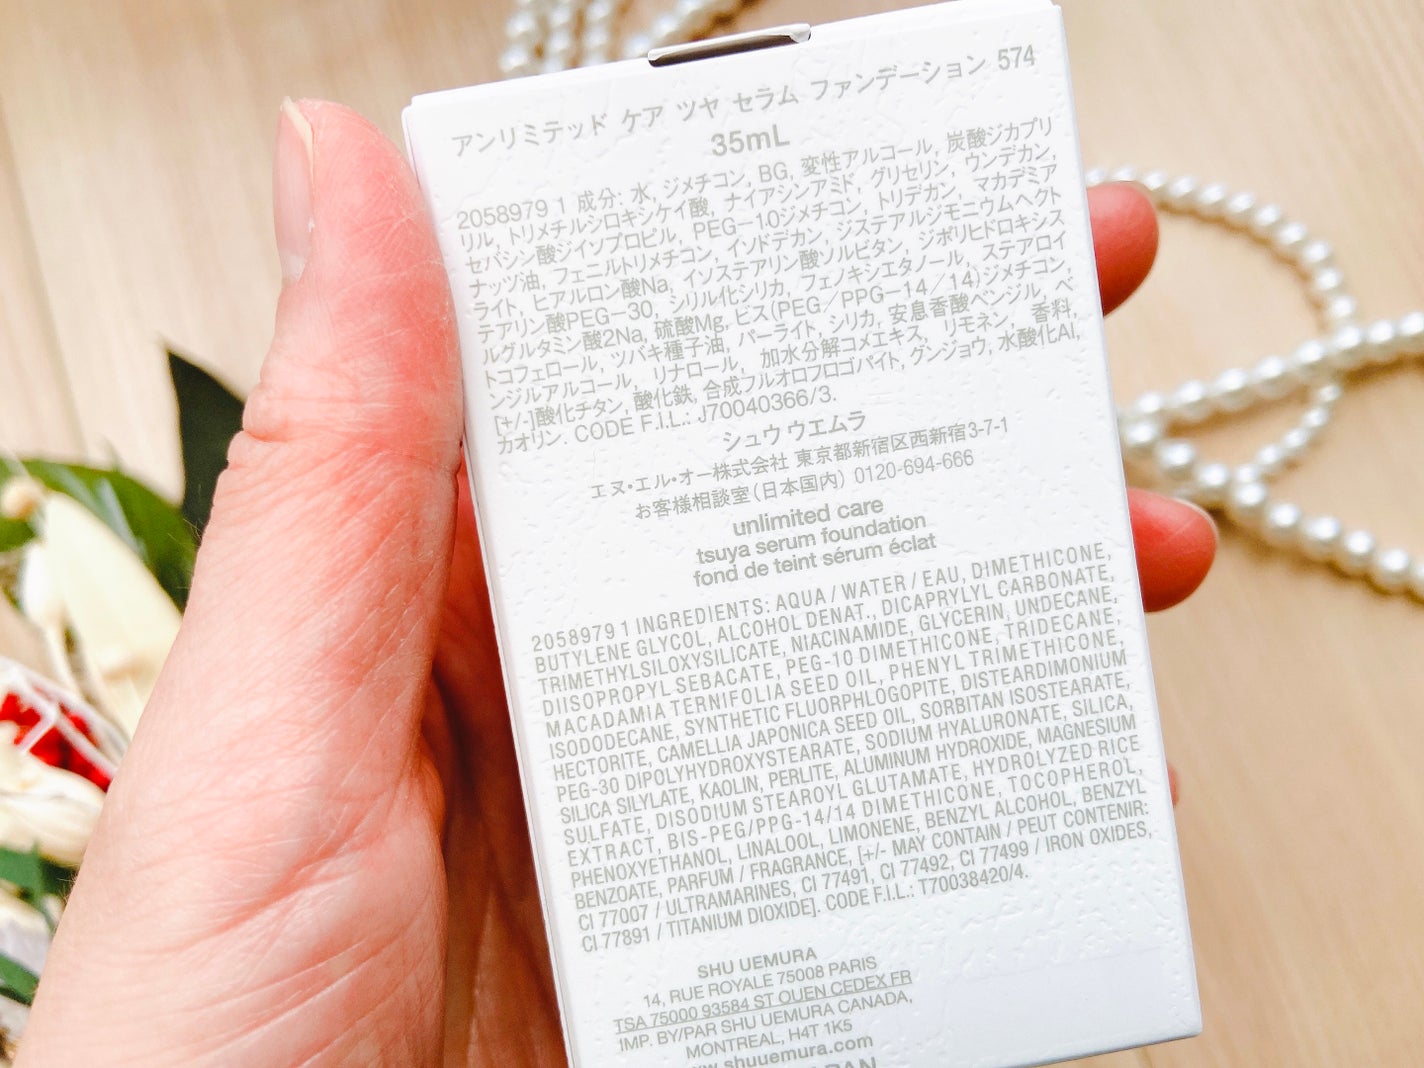 アンリミテッド ケア ツヤ セラム ファンデーション 574
35mL
2058979 1 成分: 水, ジメチコン, BG, 変性アルコール, 炭酸ジカプリ
リル, トリメチルシロキシケイ酸, ナイアシンアミド, グリセリン, ウンデカン,
セバシン酸ジイソプロピル, PEG-10ジメチコン, トリデカン, マカデミア
ナッツ油, フェニルトリメチコン, イソドデカン, ジステアルジモニウムヘクト
ライト, ヒアルロン酸Na, イソステアリン酸ソルビタン, ジポリヒドロキシス
テアリン酸PEG-30, シリル化シリカ, フェノキシエタノール, ステアロイ
ルグルタミン酸2Na, 硫酸Mg, ビス(PEG/PPG-14/14)ジメチコン,
トコフェロール, ツバキ種子油, パーライト, シリカ, 安息香酸ベンジル, ベ
ンジルアルコール, リナロール, 加水分解コメエキス, リモネン, 香料,
[+/-]酸化チタン, 酸化鉄, 合成フルオロフロゴパイト, グンジョウ, 水酸化Al,
カオリン. CODE F.I.L.: J70040366/3.
シュウ ウエムラ
エヌ・エル・オー株式会社 東京都新宿区西新宿3-7-1
お客様相談室(日本国内) 0120-694-666
unlimited care
tsuya serum foundation
fond de teint sérum éclat
2058979 1 INGREDIENTS: AQUA / WATER / EAU, DIMETHICONE,
BUTYLENE GLYCOL, ALCOHOL DENAT., DICAPRYLYL CARBONATE,
TRIMETHYLSILOXYSILICATE, NIACINAMIDE, GLYCERIN, UNDECANE,
DIISOPROPYL SEBACATE, PEG-10 DIMETHICONE, TRIDECANE,
MACADAMIA TERNIFOLIA SEED OIL, PHENYL TRIMETHICONE,
ISODODECANE, SYNTHETIC FLUORPHLOGOPITE, DISTEARDIMONIUM
HECTORITE, CAMELLIA JAPONICA SEED OIL, SORBITAN ISOSTEARATE,
PEG-30 DIPOLYHYDROXYSTEARATE, SODIUM HYALURONATE, SILICA,
SILICA SILYLATE, KAOLIN, PERLITE, ALUMINUM HYDROXIDE, MAGNESIUM
SULFATE, DISODIUM STEAROYL GLUTAMATE, HYDROLYZED RICE
EXTRACT, BIS-PEG/PPG-14/14 DIMETHICONE, TOCOPHEROL,
PHENOXYETHANOL, LINALOOL, LIMONENE, BENZYL ALCOHOL, BENZYL
BENZOATE, PARFUM / FRAGRANCE, [+/- MAY CONTAIN / PEUT CONTENIR:
CI 77007 / ULTRAMARINES, CI 77491, CI 77492, CI 77499 / IRON OXIDES,
CI 77891 / TITANIUM DIOXIDE]. CODE F.I.L.: T70038420/4.
SHU UEMURA
14, RUE ROYALE 75008 PARIS
TSA 75000 93584 ST OUEN CEDEX FR
IMP. BY/PAR SHU UEMURA CANADA,
MONTREAL, H4T 1K5
www.shuuemura.com